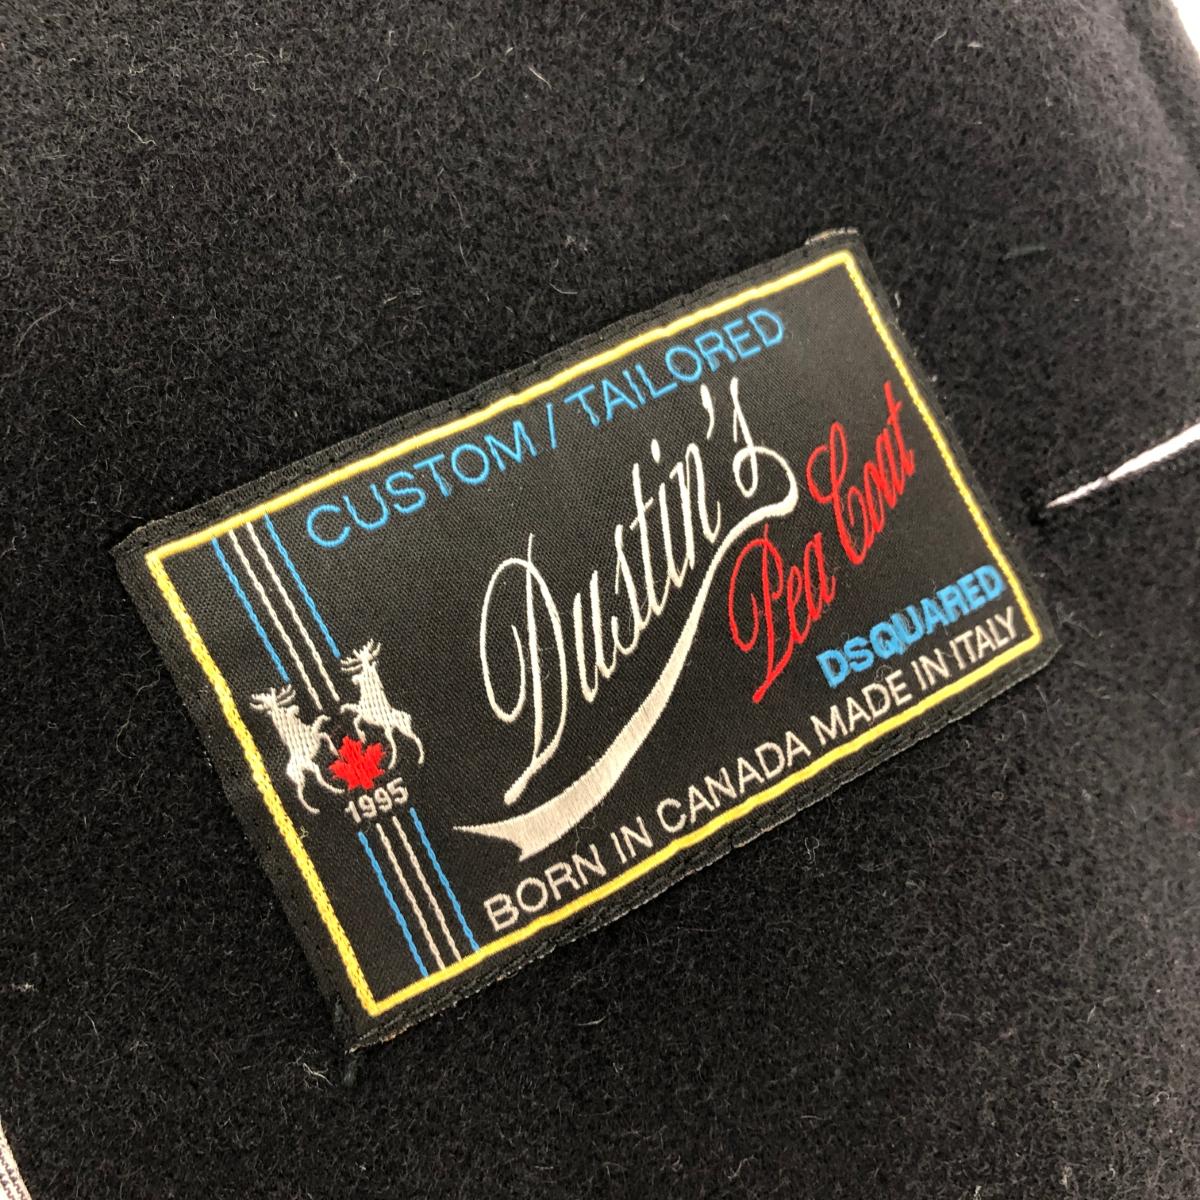 CUSTOM / TAILORED
Dustin's
Pea Coat
DSQUARED
BORN IN CANADA MADE IN ITALY
1995